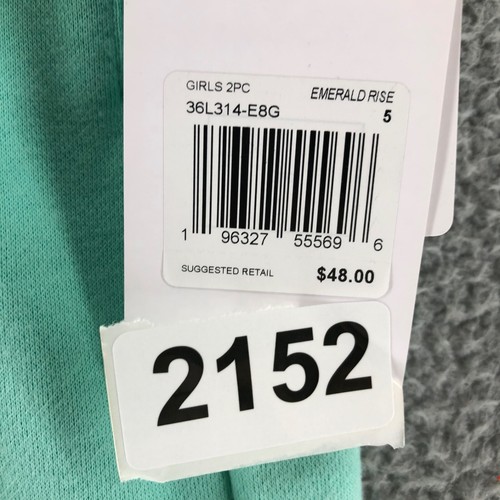 GIRLS 2PC EMERALD RISE
36L314-E8G 5
1 96327 55569 6
SUGGESTED RETAIL $48.00
2152